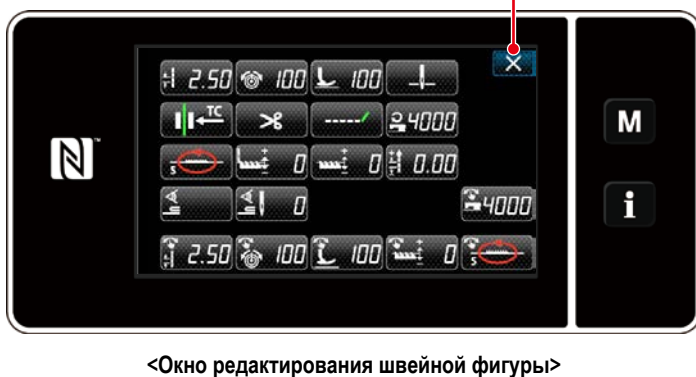 X
2.50 100 100
TC 4000
S 0 0 0.00
0 4000
2.50 100 100 0 S
N
M
i
<Окно редактирования швейной фигуры>